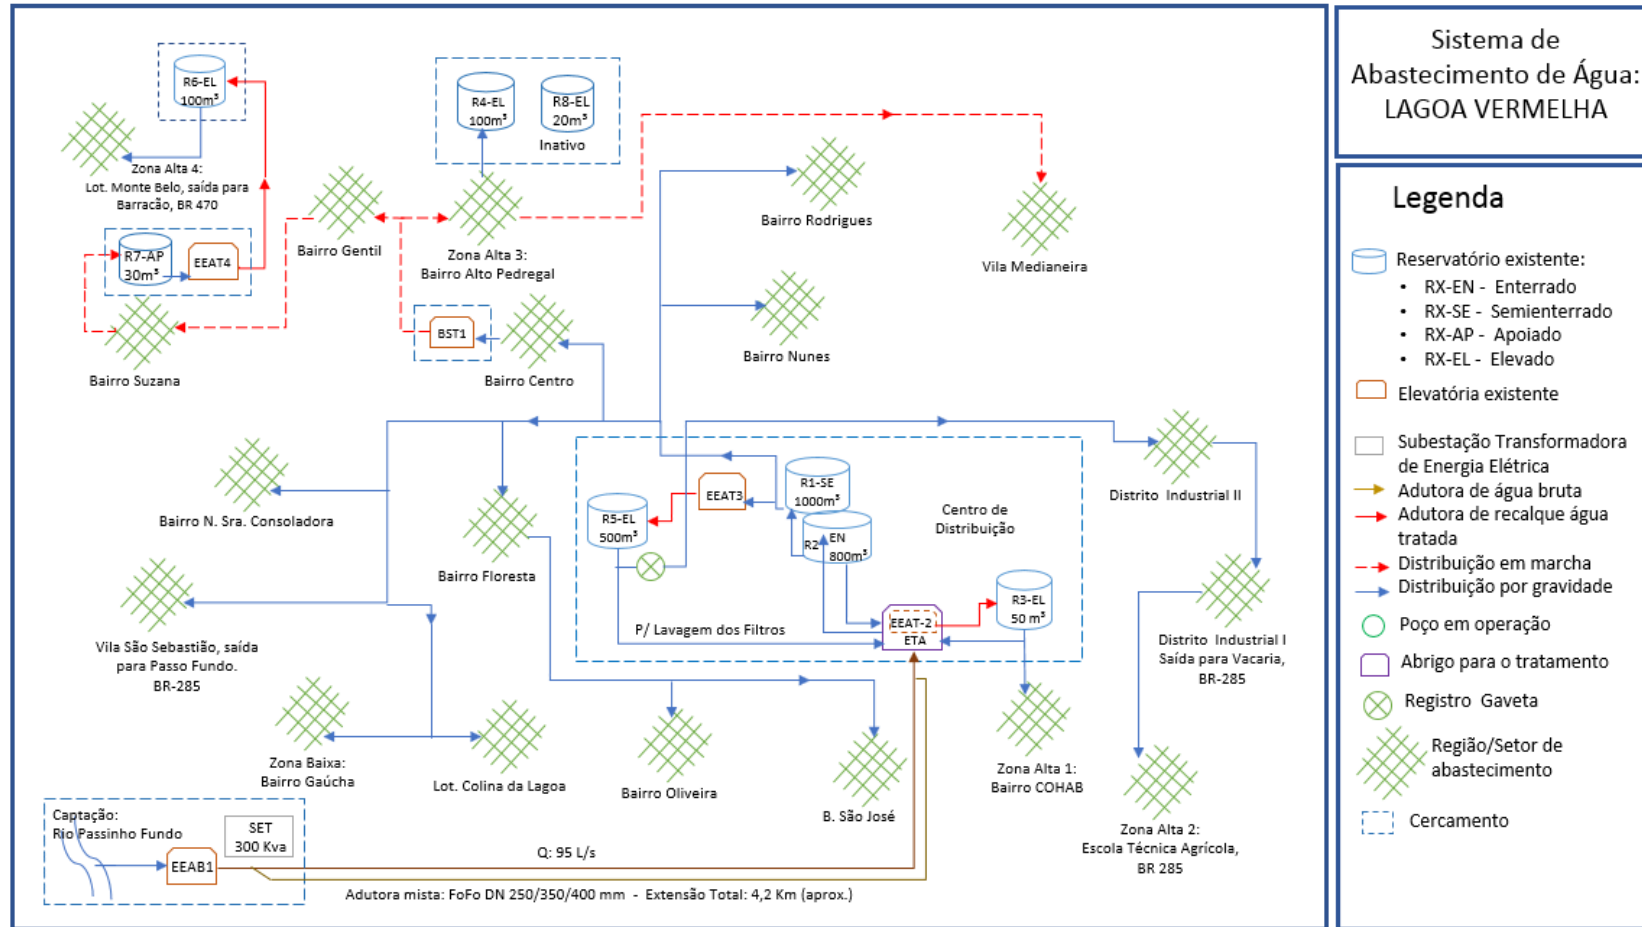 Sistema de
Abastecimento de Água:
LAGOA VERMELHA
R6-EL
100m³
Zona Alta 4:
Lot. Monte Belo, saída para
Barracão, BR 470
R7-AP
30m³
EEAT4
Bairro Suzana
Bairro Gentil
R4-EL
100m³
R8-EL
20m³
Inativo
Zona Alta 3:
Bairro Alto Pedregal
BST1
Bairro Centro
Bairro Rodrigues
Bairro Nunes
Vila Medianeira
Bairro N. Sra. Consoladora
Vila São Sebastião, saída
para Passo Fundo.
BR-285
Bairro Floresta
R5-EL
500m³
EEAT3
R1-SE
1000m³
R2
EN
800m³
Centro de
Distribuição
R3-EL
50 m³
EEAT-2
ETA
P/ Lavagem dos Filtros
Distrito Industrial II
Distrito Industrial I
Saída para Vacaria,
BR-285
Zona Baixa:
Bairro Gaúcha
Lot. Colina da Lagoa
Bairro Oliveira
B. São José
Zona Alta 1:
Bairro COHAB
Zona Alta 2:
Escola Técnica Agrícola,
BR 285
Captação:
Rio Passinho Fundo
SET
300 Kva
EEAB1
Q: 95 L/s
Adutora mista: FoFo DN 250/350/400 mm - Extensão Total: 4,2 Km (aprox.)
Legenda
Reservatório existente:
• RX-EN - Enterrado
• RX-SE - Semienterrado
• RX-AP - Apoiado
• RX-EL - Elevado
Elevatória existente
Subestação Transformadora
de Energia Elétrica
Adutora de água bruta
Adutora de recalque água
tratada
Distribuição em marcha
Distribuição por gravidade
Poço em operação
Abrigo para o tratamento
Registro Gaveta
Região/Setor de
abastecimento
Cercamento